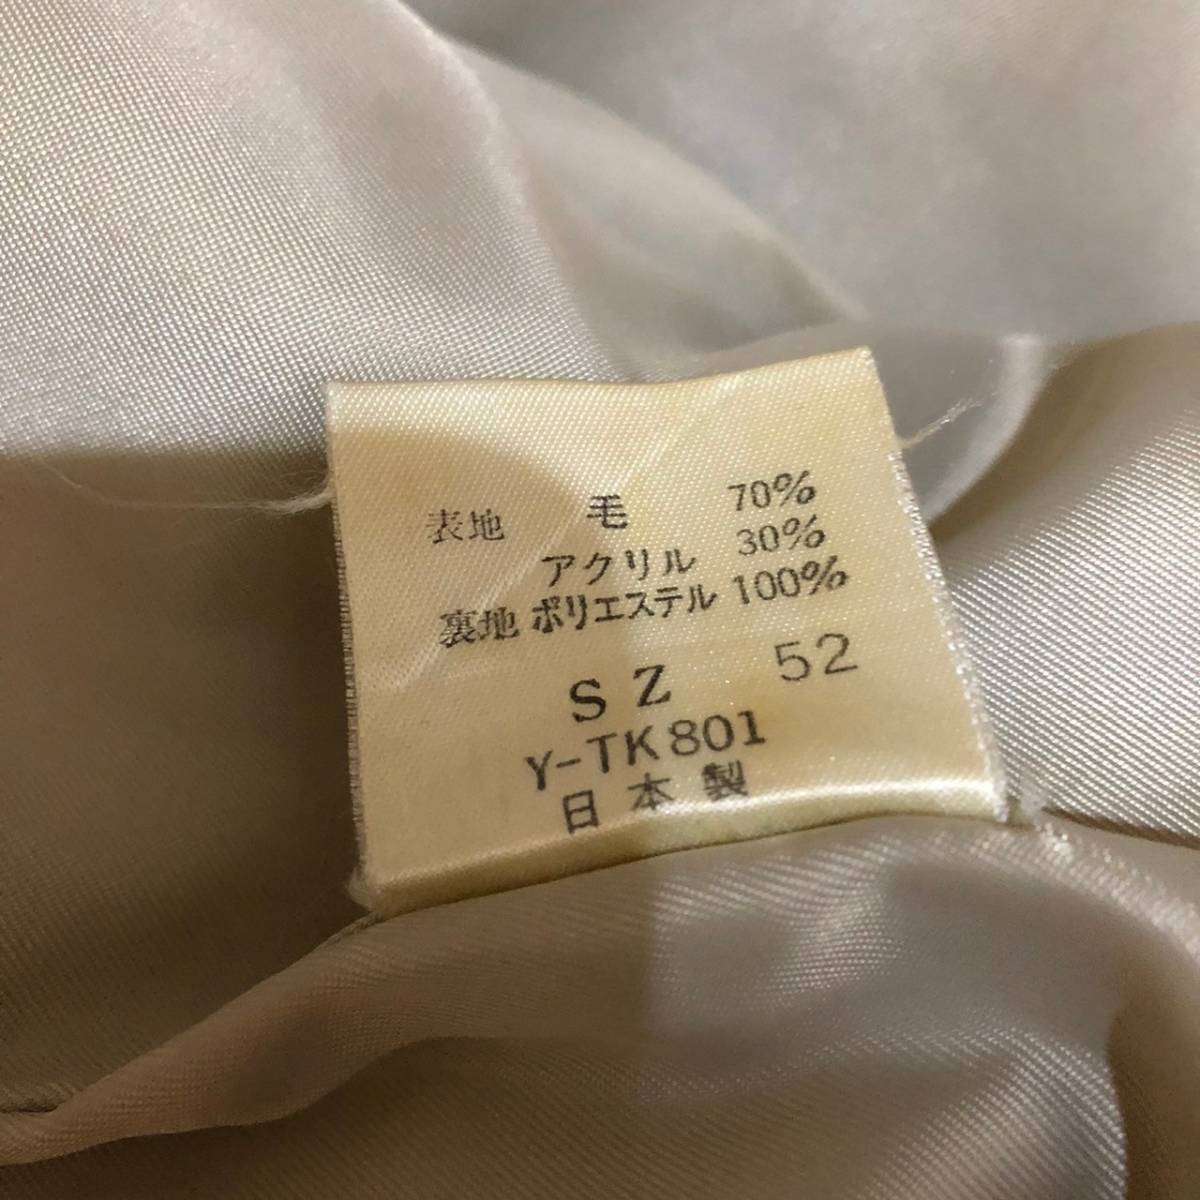 表地 毛 70%
アクリル 30%
裏地 ポリエステル 100%
SZ 52
Y-TK801
日本製